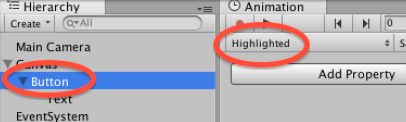 Hierarchy
Create
All
Main Camera
Canvas
Button
Text
EventSystem
Animation
0
Highlighted
Add Property